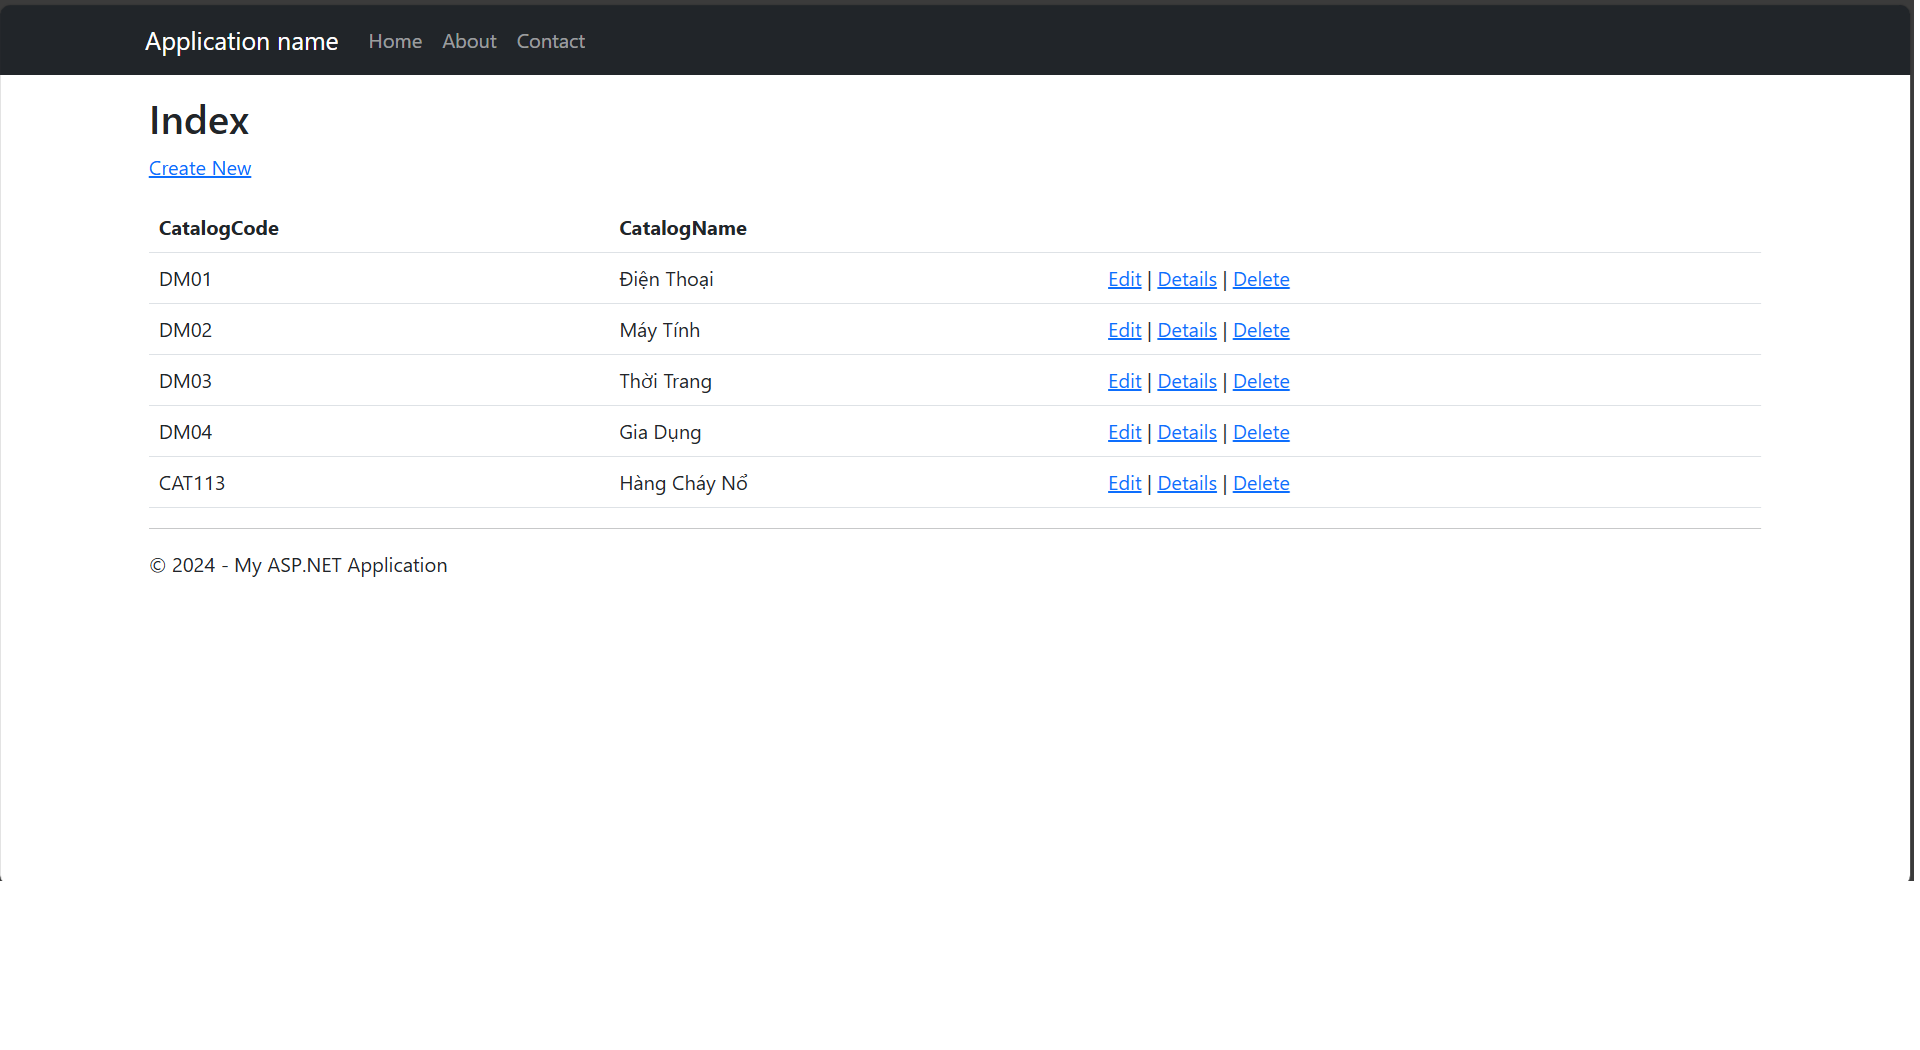 Application name Home About Contact
Index
Create New
CatalogCode CatalogName
DM01 Điện Thoại Edit | Details | Delete
DM02 Máy Tính Edit | Details | Delete
DM03 Thời Trang Edit | Details | Delete
DM04 Gia Dụng Edit | Details | Delete
CAT113 Hàng Cháy Nổ Edit | Details | Delete
© 2024 - My ASP.NET Application